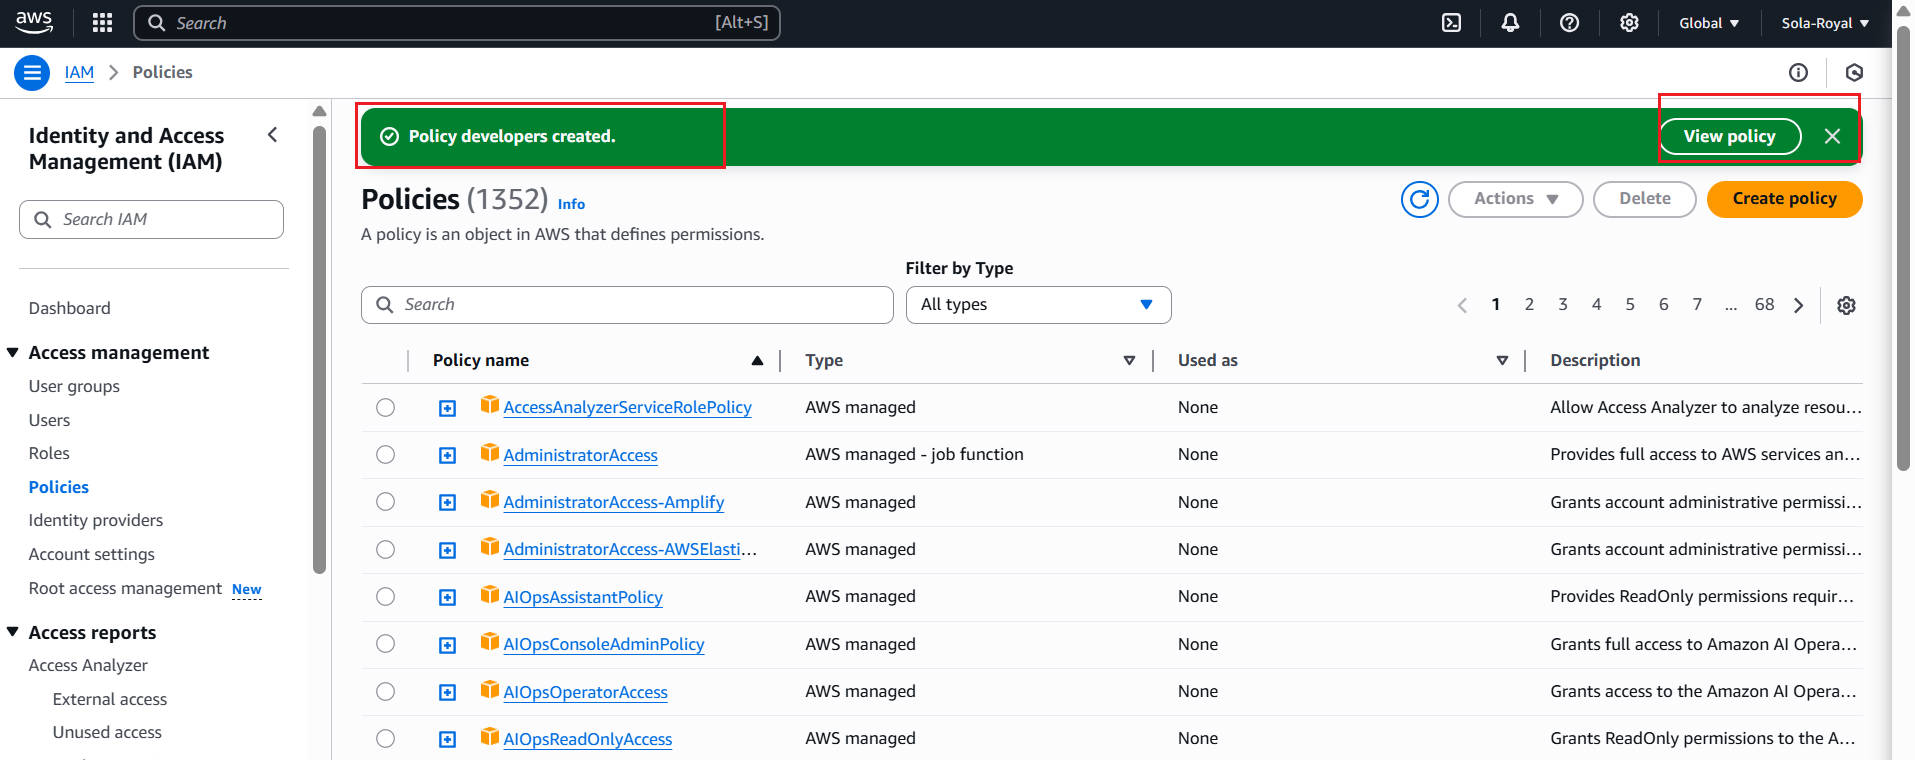 aws
Search [Alt+S]
Global
Sola-Royal
IAM
Policies
Identity and Access
Management (IAM)
Search IAM
Dashboard
Access management
User groups
Users
Roles
Policies
Identity providers
Account settings
Root access management New
Access reports
Access Analyzer
External access
Unused access
Policy developers created.
View policy
Policies (1352) Info
Actions
Delete
Create policy
A policy is an object in AWS that defines permissions.
Filter by Type
Search
All types
1 2 3 4 5 6 7 ... 68
Policy name Type Used as Description
AccessAnalyzerServiceRolePolicy AWS managed None Allow Access Analyzer to analyze resou...
AdministratorAccess AWS managed - job function None Provides full access to AWS services an...
AdministratorAccess-Amplify AWS managed None Grants account administrative permissi...
AdministratorAccess-AWSElasti... AWS managed None Grants account administrative permissi...
AIOpsAssistantPolicy AWS managed None Provides ReadOnly permissions requir...
AIOpsConsoleAdminPolicy AWS managed None Grants full access to Amazon AI Opera...
AIOpsOperatorAccess AWS managed None Grants access to the Amazon AI Opera...
AIOpsReadOnlyAccess AWS managed None Grants ReadOnly permissions to the A...